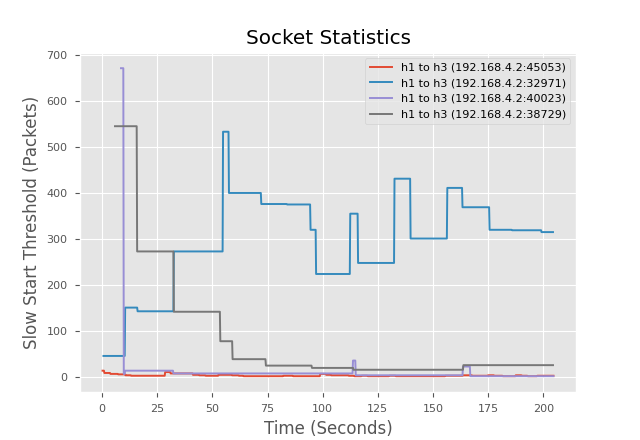 Socket Statistics
h1 to h3 (192.168.4.2:45053)
h1 to h3 (192.168.4.2:32971)
h1 to h3 (192.168.4.2:40023)
h1 to h3 (192.168.4.2:38729)
Slow Start Threshold (Packets)
700
600
500
400
300
200
100
0
0 25 50 75 100 125 150 175 200
Time (Seconds)